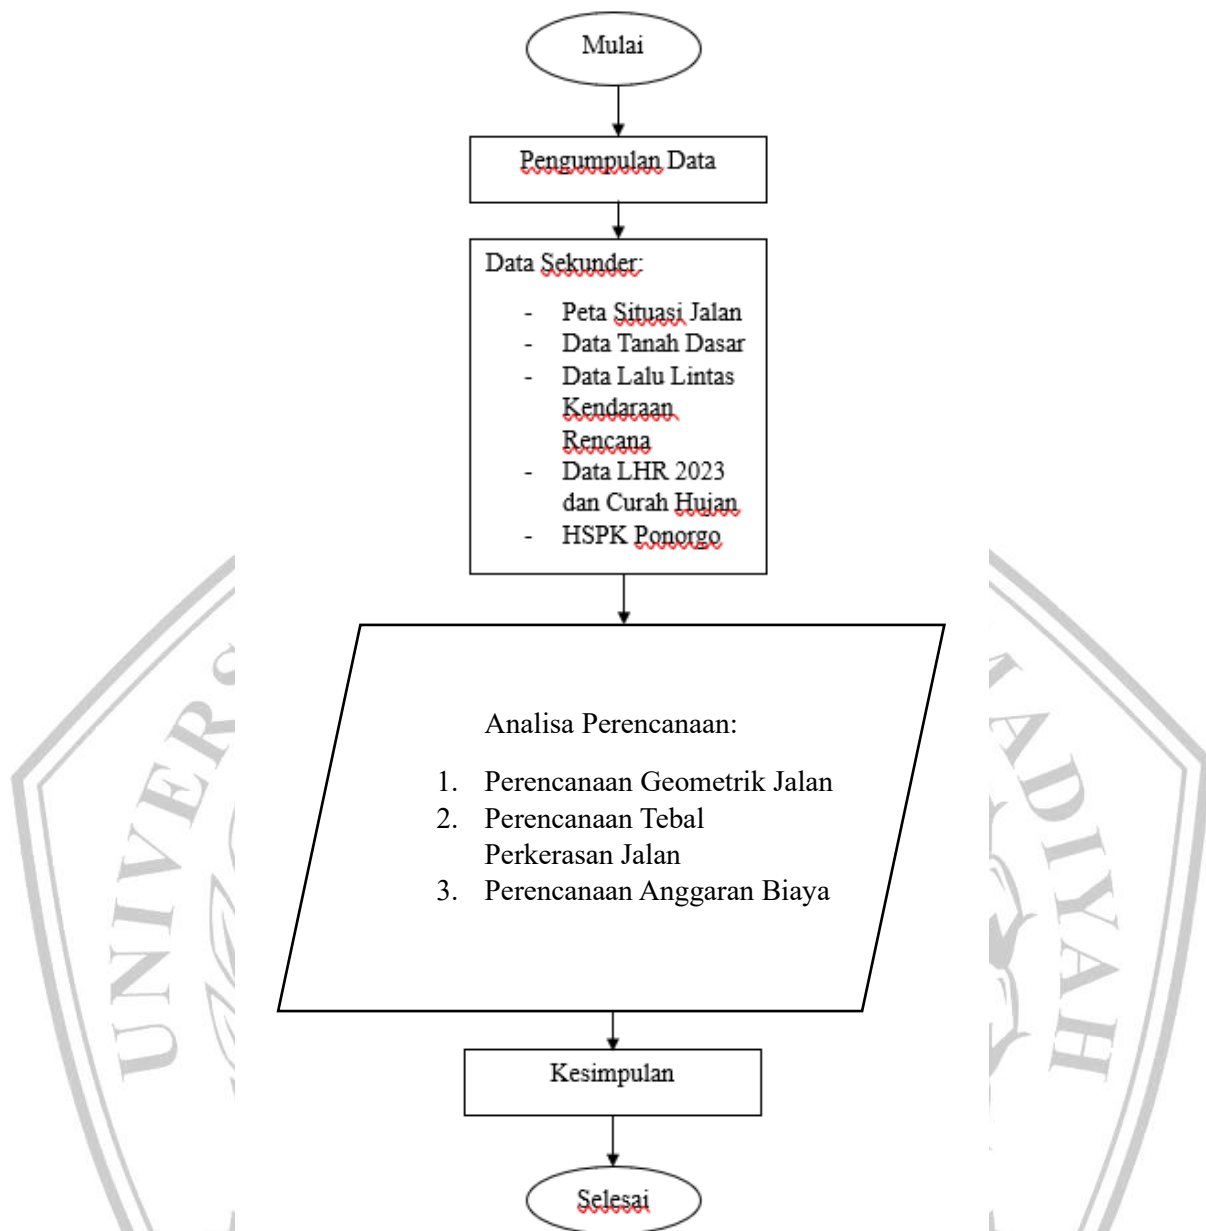 Mulai
Pengumpulan Data
Data Sekunder:
- Peta Situasi Jalan
- Data Tanah Dasar
- Data Lalu Lintas
Kendaraan
Rencana
- Data LHR 2023
dan Curah Hujan
- HSPK Ponorgo
Analisa Perencanaan:
1. Perencanaan Geometrik Jalan
2. Perencanaan Tebal
Perkerasan Jalan
3. Perencanaan Anggaran Biaya
Kesimpulan
Selesai
UNIVERS
MADIYAH